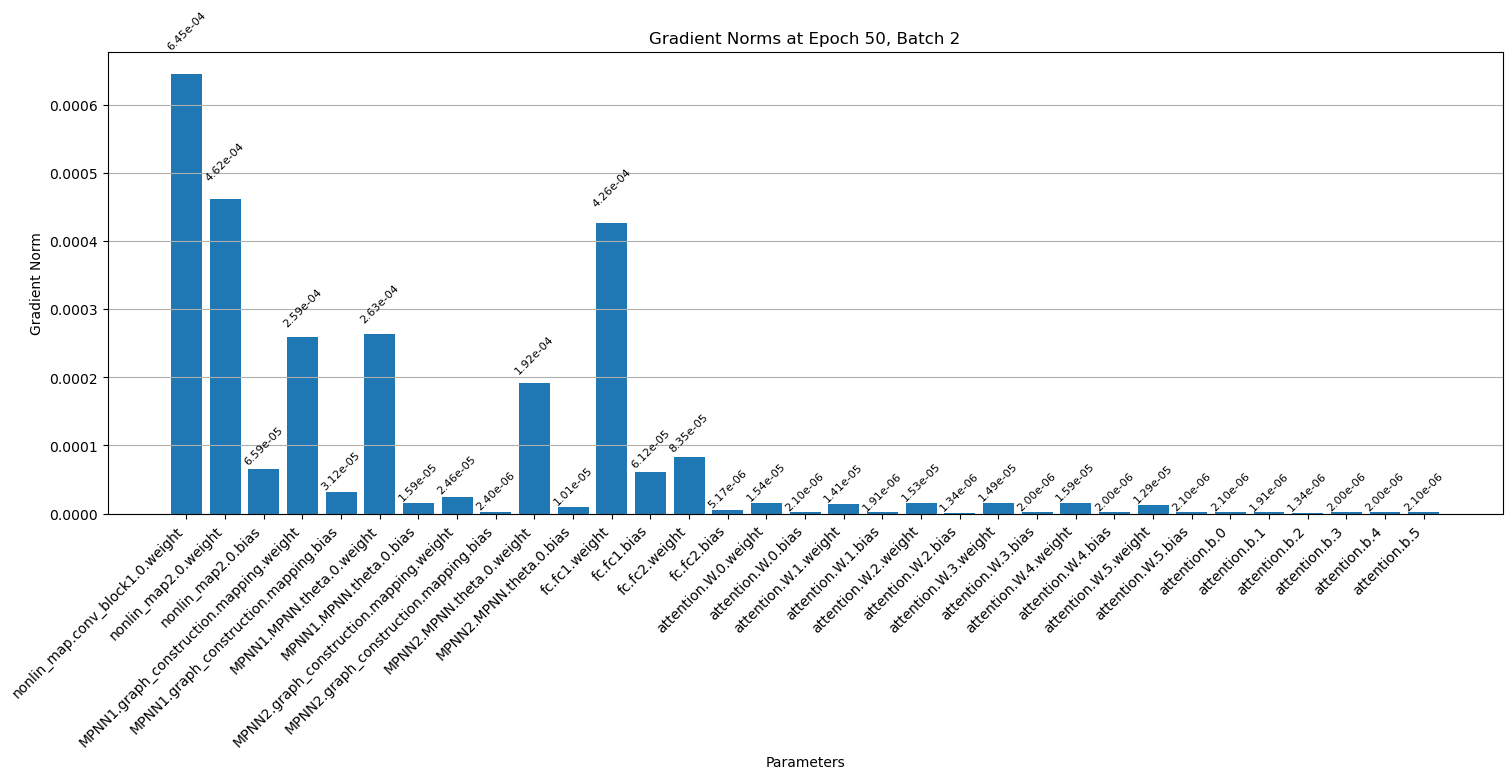 Gradient Norms at Epoch 50, Batch 2
Gradient Norm
0.0006
0.0005
0.0004
0.0003
0.0002
0.0001
0.0000
6.45e-04
4.62e-04
6.59e-05
2.59e-04
3.12e-05
2.63e-04
1.59e-05
2.46e-05
2.40e-06
1.92e-04
1.01e-05
4.26e-04
6.12e-05
8.35e-05
5.17e-06
1.54e-05
2.10e-06
1.41e-05
1.91e-06
1.53e-05
1.34e-06
1.49e-05
2.00e-06
1.59e-05
2.00e-06
1.29e-05
2.10e-06
2.10e-06
1.91e-06
1.34e-06
2.00e-06
2.00e-06
2.10e-06
nonlin_map.conv_block1.0.weight
nonlin_map2.0.weight
nonlin_map2.0.bias
MPNN1.graph_construction.mapping.weight
MPNN1.graph_construction.mapping.bias
MPNN1.MPNN.theta.0.weight
MPNN1.MPNN.theta.0.bias
MPNN2.graph_construction.mapping.weight
MPNN2.graph_construction.mapping.bias
MPNN2.MPNN.theta.0.weight
MPNN2.MPNN.theta.0.bias
fc.fc1.weight
fc.fc1.bias
fc.fc2.weight
fc.fc2.bias
attention.W.0.weight
attention.W.0.bias
attention.W.1.weight
attention.W.1.bias
attention.W.2.weight
attention.W.2.bias
attention.W.3.weight
attention.W.3.bias
attention.W.4.weight
attention.W.4.bias
attention.W.5.weight
attention.W.5.bias
attention.b.0
attention.b.1
attention.b.2
attention.b.3
attention.b.4
attention.b.5
Parameters